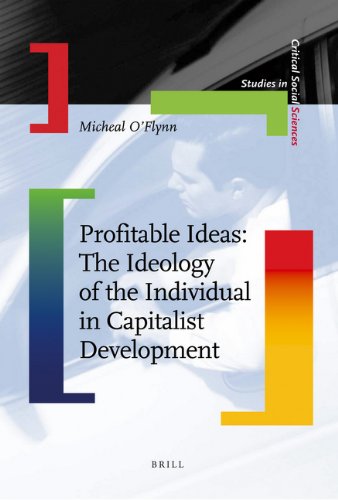 Studies in
Critical Social Sciences
Micheal O'Flynn
Profitable Ideas:
The Ideology
of the Individual
in Capitalist
Development
BRILL